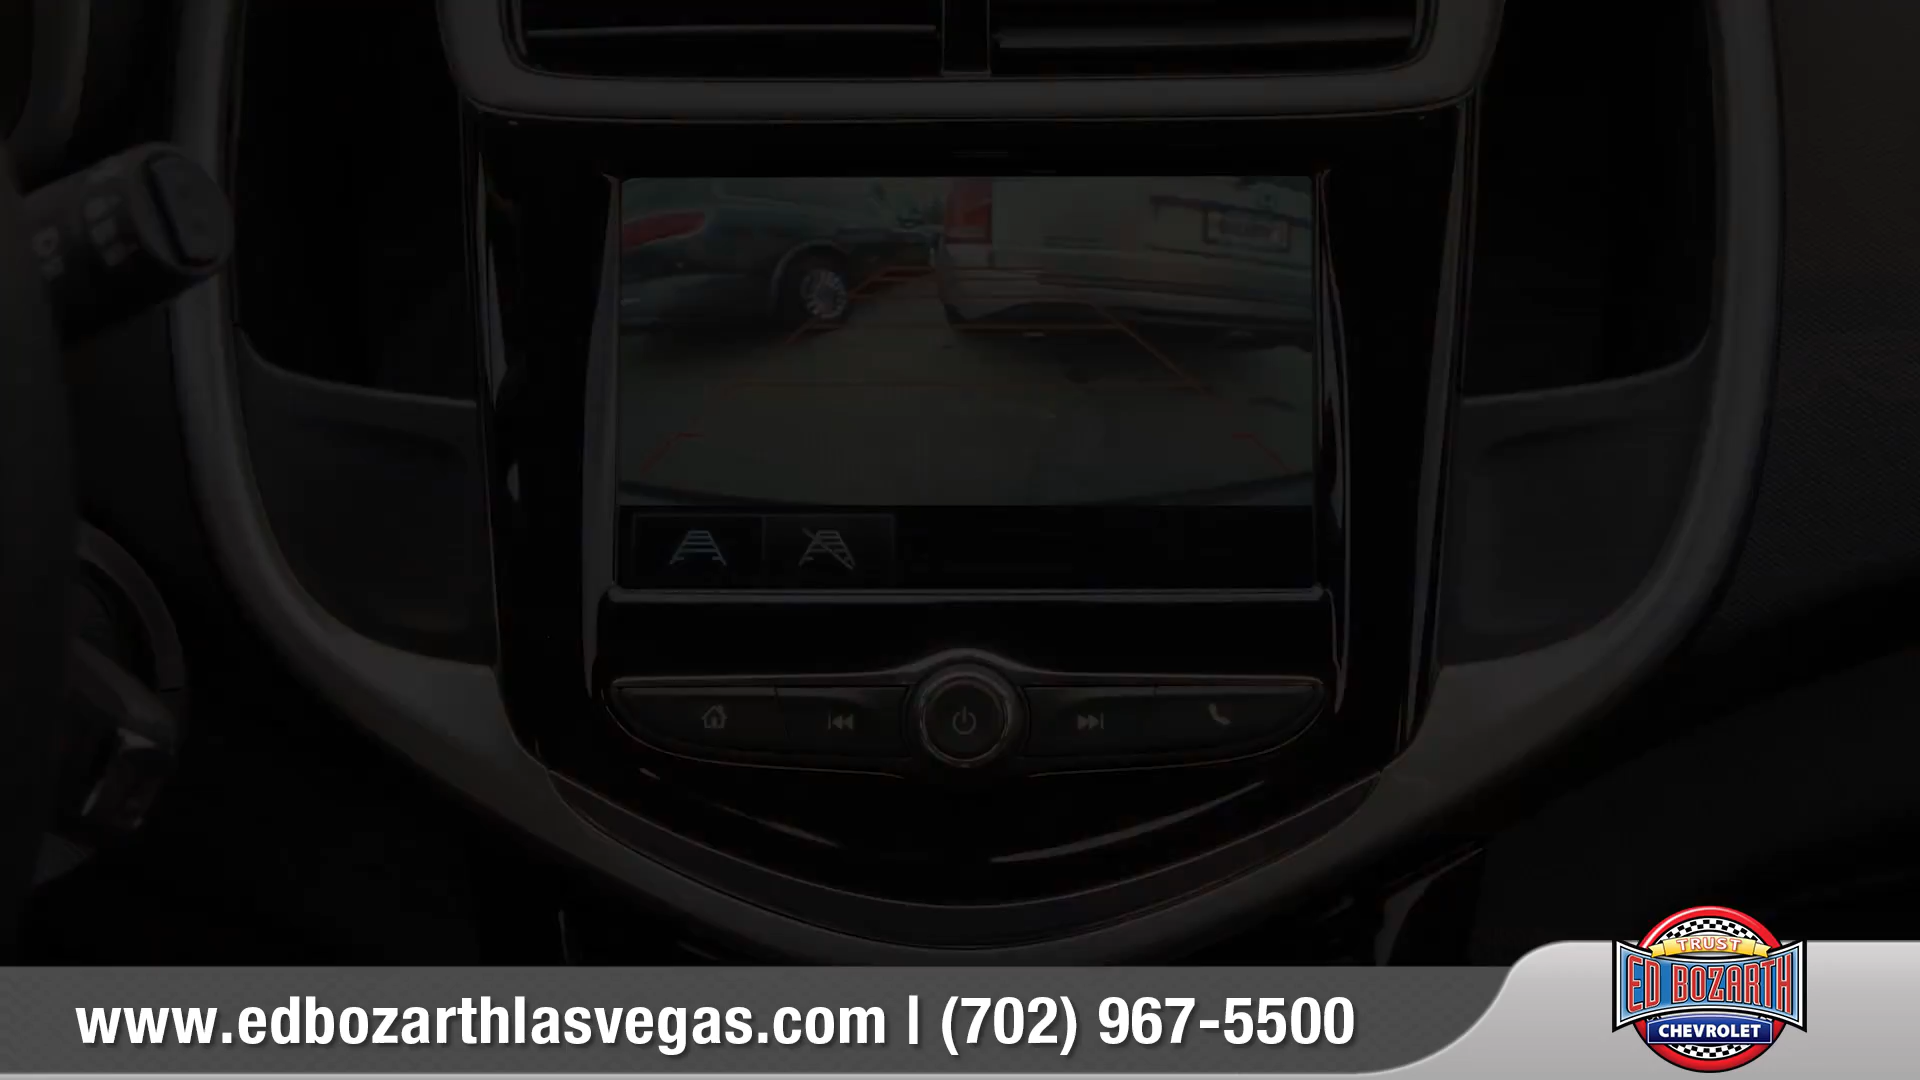 www.edbozarthlasvegas.com | (702) 967-5500
TRUST
ED BOZARTH
CHEVROLET